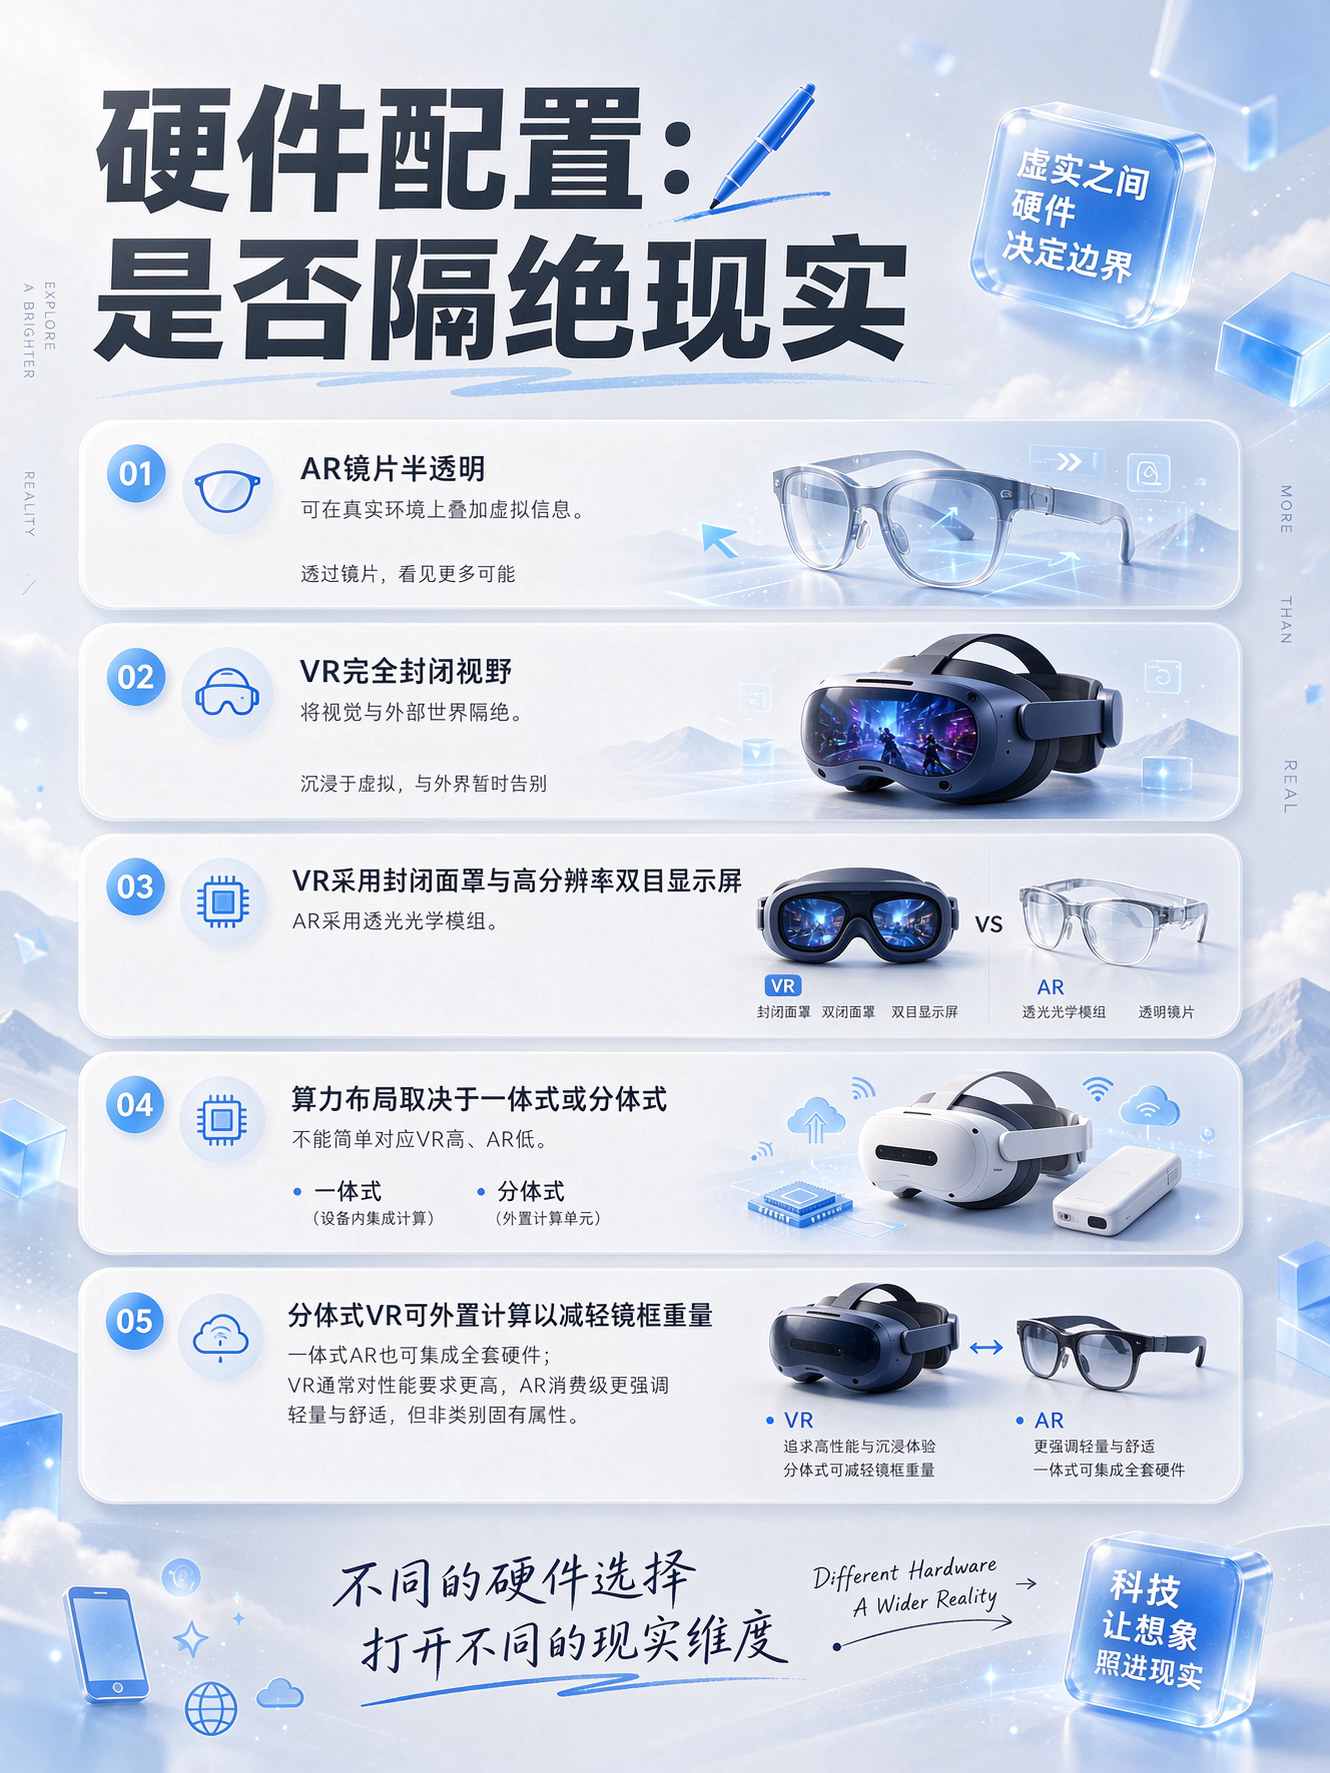 硬件配置:
是否隔绝现实
虚实之间
硬件
决定边界
EXPLORE
A BRIGHTER
REALITY
MORE
THAN
REAL
01
AR镜片半透明
可在真实环境上叠加虚拟信息。
透过镜片，看见更多可能
02
VR完全封闭视野
将视觉与外部世界隔绝。
沉浸于虚拟，与外界暂时告别
03
VR采用封闭面罩与高分辨率双目显示屏
AR采用透光光学模组。
VS
VR
封闭面罩 双闭面罩 双目显示屏
AR
透光光学模组 透明镜片
04
算力布局取决于一体式或分体式
不能简单对应VR高、AR低。
• 一体式
（设备内集成计算）
• 分体式
（外置计算单元）
05
分体式VR可外置计算以减轻镜框重量
一体式AR也可集成全套硬件；
VR通常对性能要求更高，AR消费级更强调
轻量与舒适，但非类别固有属性。
• VR
追求高性能与沉浸体验
分体式可减轻镜框重量
• AR
更强调轻量与舒适
一体式可集成全套硬件
不同的硬件选择
打开不同的现实维度
Different Hardware
A Wider Reality
科技
让想象
照进现实